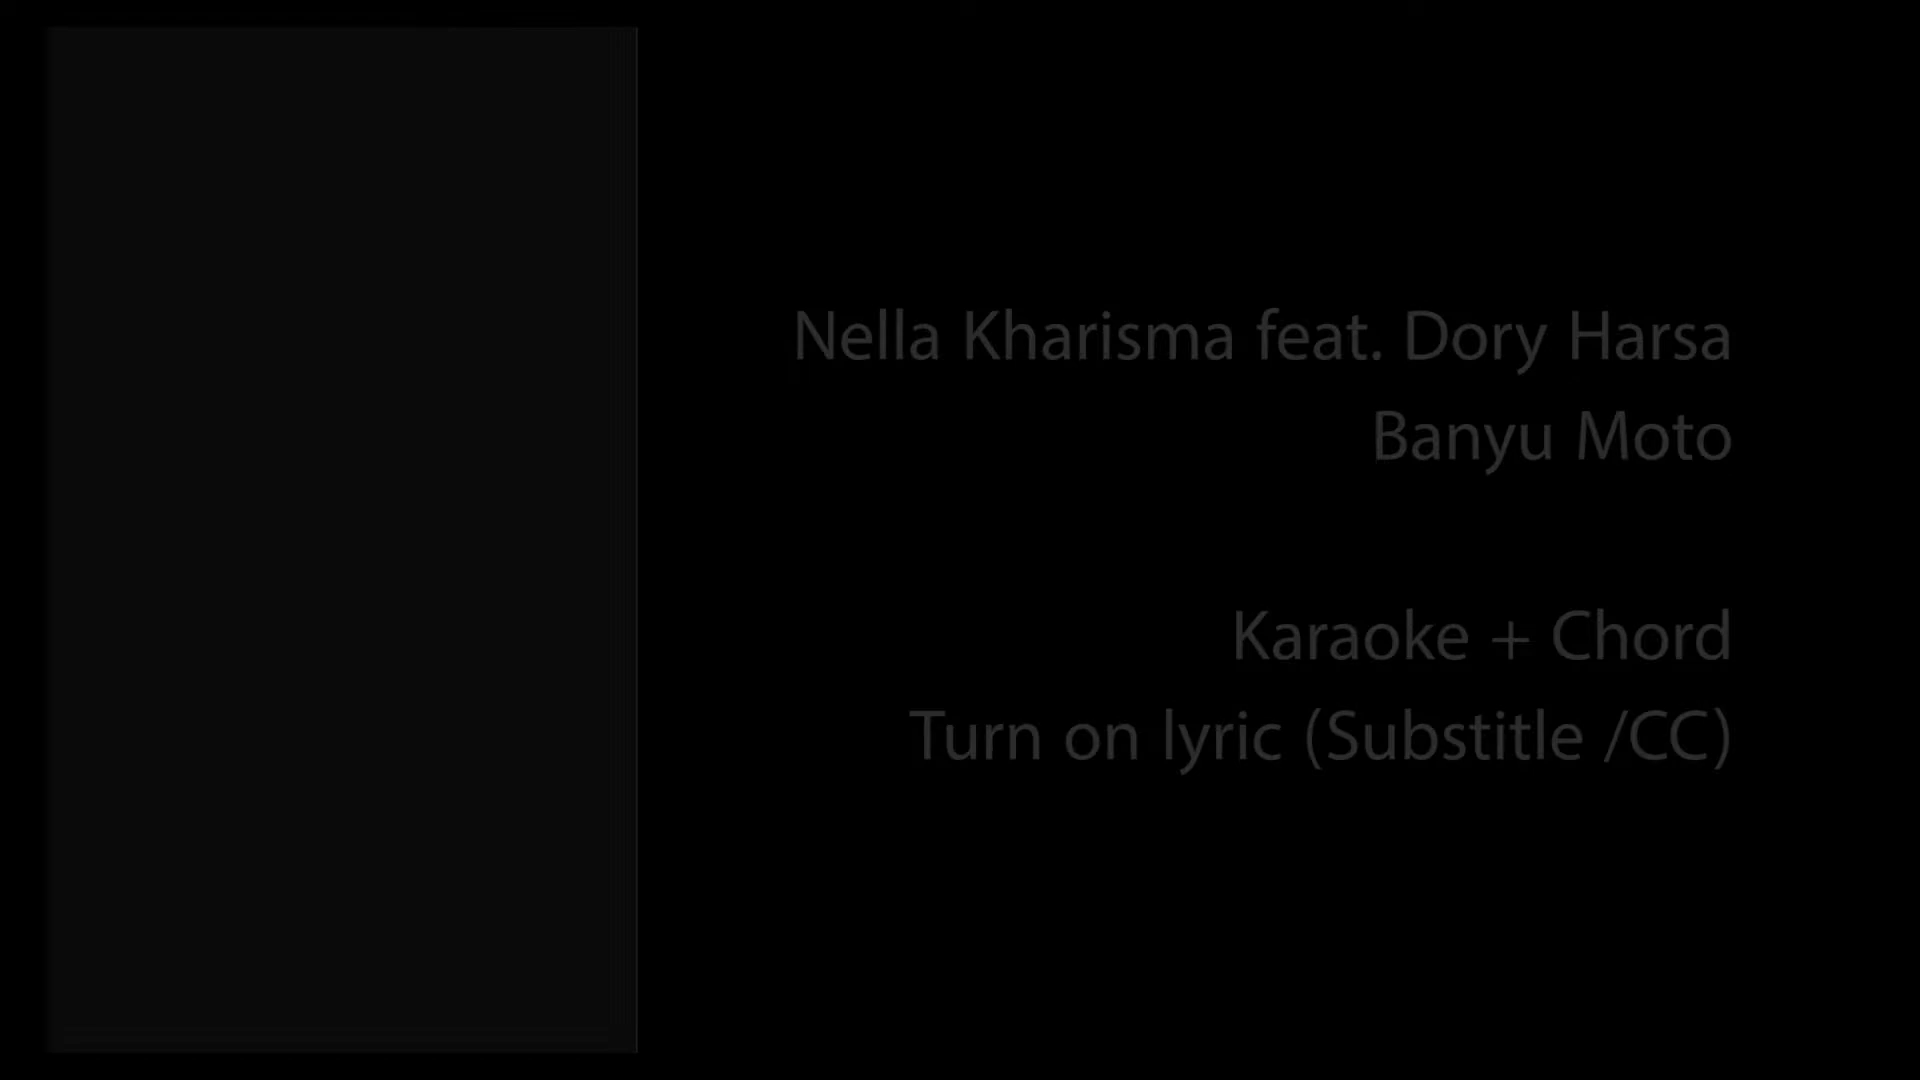 Nella Kharisma feat. Dory Harsa
Banyu Moto
Karaoke + Chord
Turn on lyric (Substitle /CC)